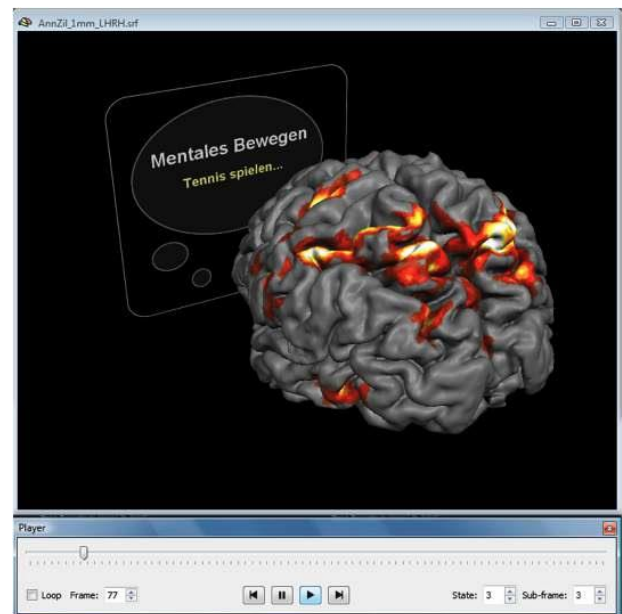 AnnZil_1mm_LHRH.srf
Mentales Bewegen
Tennis spielen...
Player
Loop Frame: 77 State: 3 Sub-frame: 3